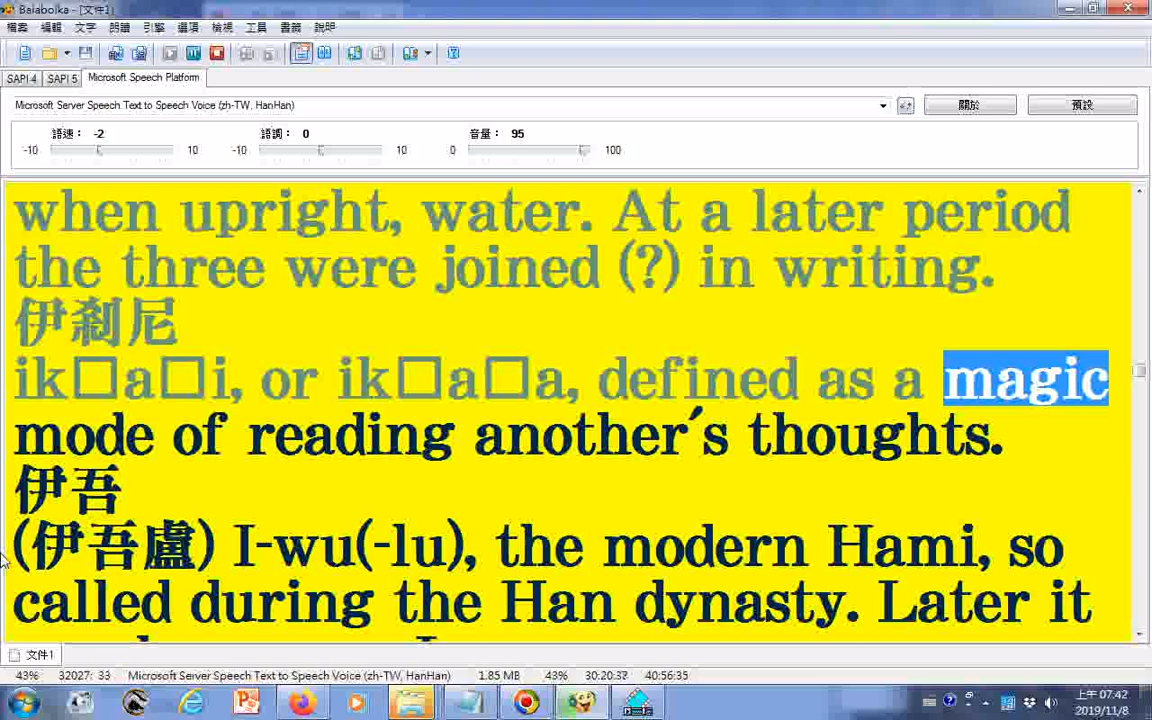 Balabolka - [文件1]
檔案 編輯 文字 朗讀 引擎 選項 檢視 工具 書籤 說明
SAPI 4 SAPI 5 Microsoft Speech Platform
Microsoft Server Speech Text to Speech Voice (zh-TW, HanHan) 關於 預設
語速： -2 語調： 0 音量： 95
-10 10 -10 10 0 100
when upright, water. At a later period
the three were joined (?) in writing.
伊剎尼
ik□a□i, or ik□a□a, defined as a magic
mode of reading another′s thoughts.
伊吾
(伊吾盧) I-wu(-lu), the modern Hami, so
called during the Han dynasty. Later it
文件1
43% 32027: 33 Microsoft Server Speech Text to Speech Voice (zh-TW, HanHan) 1.85 MB 43% 30:20:37 40:56:35
上午 07:42
2019/11/8